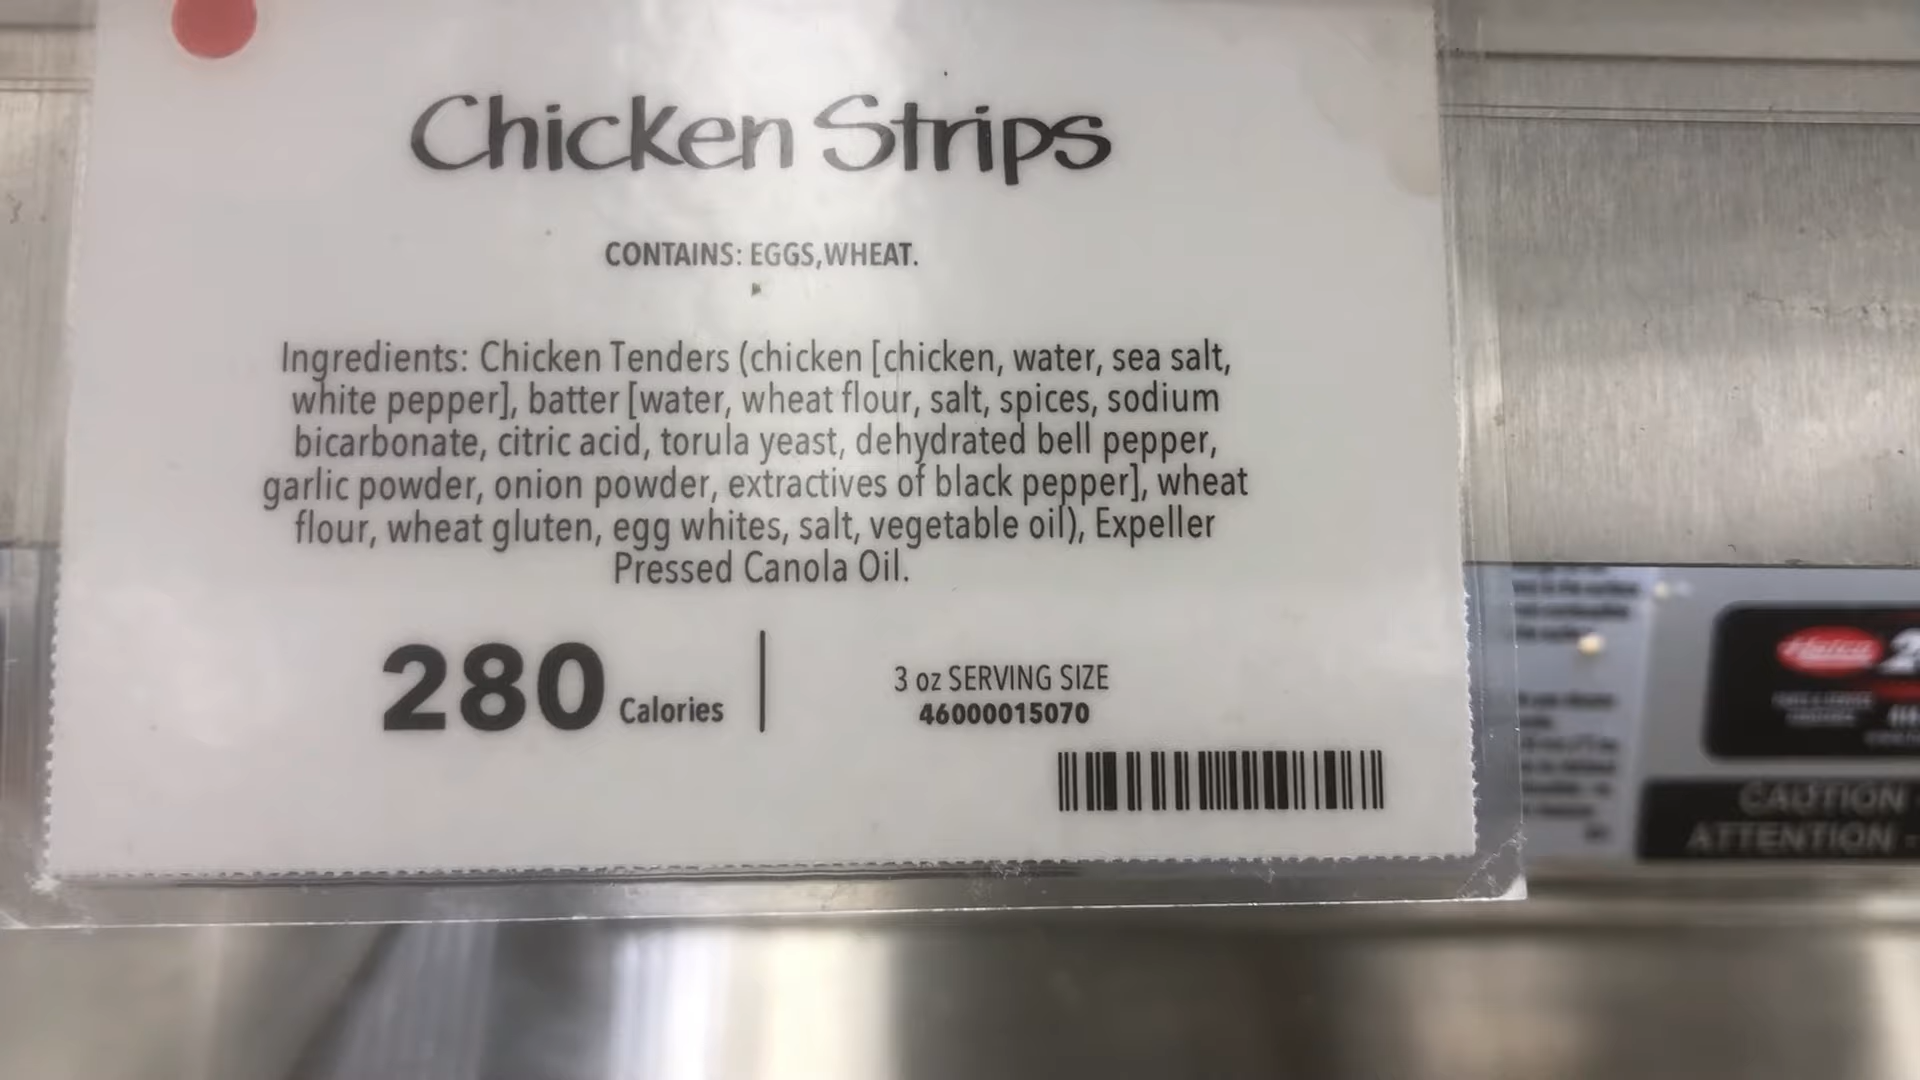 Chicken Strips
CONTAINS: EGGS,WHEAT.
Ingredients: Chicken Tenders (chicken [chicken, water, sea salt,
white pepper], batter [water, wheat flour, salt, spices, sodium
bicarbonate, citric acid, torula yeast, dehydrated bell pepper,
garlic powder, onion powder, extractives of black pepper], wheat
flour, wheat gluten, egg whites, salt, vegetable oil), Expeller
Pressed Canola Oil.
280 Calories
3 oz SERVING SIZE
46000015070
Hatco
CAUTION
ATTENTION -